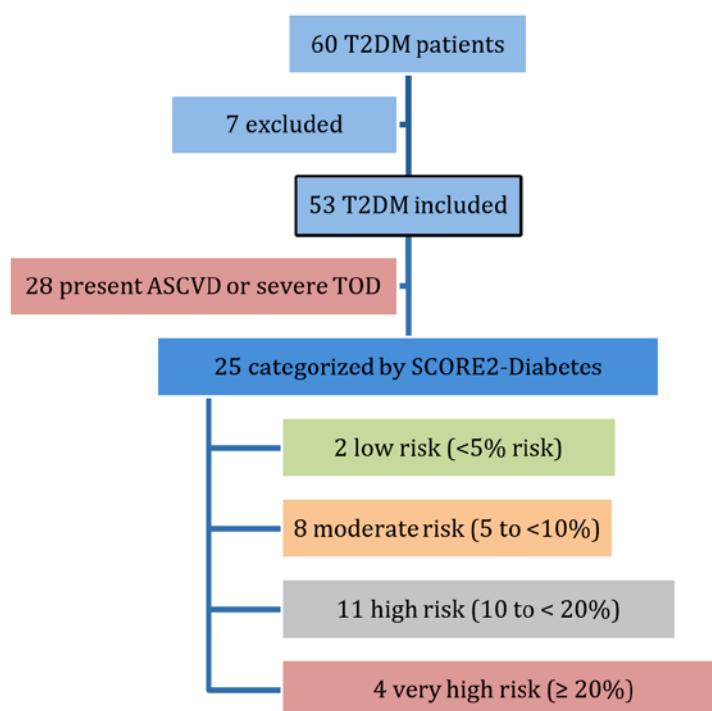 60 T2DM patients
7 excluded
53 T2DM included
28 present ASCVD or severe TOD
25 categorized by SCORE2-Diabetes
2 low risk (<5% risk)
8 moderate risk (5 to <10%)
11 high risk (10 to < 20%)
4 very high risk (≥ 20%)